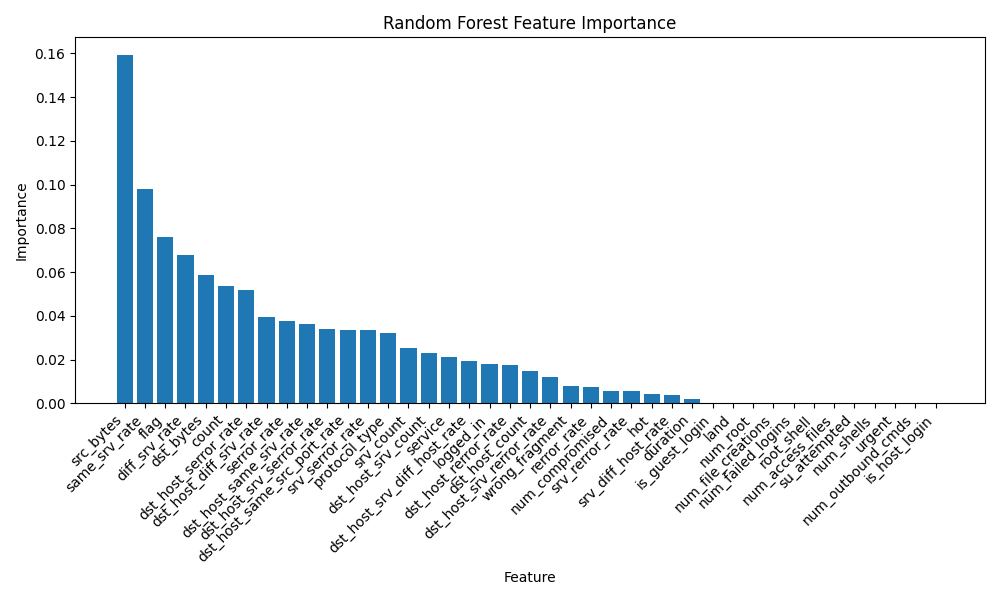 Random Forest Feature Importance
Importance
0.16
0.14
0.12
0.10
0.08
0.06
0.04
0.02
0.00
src_bytes
same_srv_rate
flag
diff_srv_rate
dst_bytes
count
dst_host_serror_rate
dst_host_diff_srv_rate
serror_rate
dst_host_same_srv_rate
dst_host_srv_serror_rate
dst_host_same_src_port_rate
srv_serror_rate
protocol_type
srv_count
dst_host_srv_count
service
dst_host_srv_diff_host_rate
logged_in
dst_host_rerror_rate
dst_host_count
dst_host_srv_rerror_rate
wrong_fragment
rerror_rate
num_compromised
srv_rerror_rate
hot
srv_diff_host_rate
duration
is_guest_login
land
num_root
num_file_creations
num_failed_logins
root_shell
num_access_files
su_attempted
num_shells
urgent
num_outbound_cmds
is_host_login
Feature